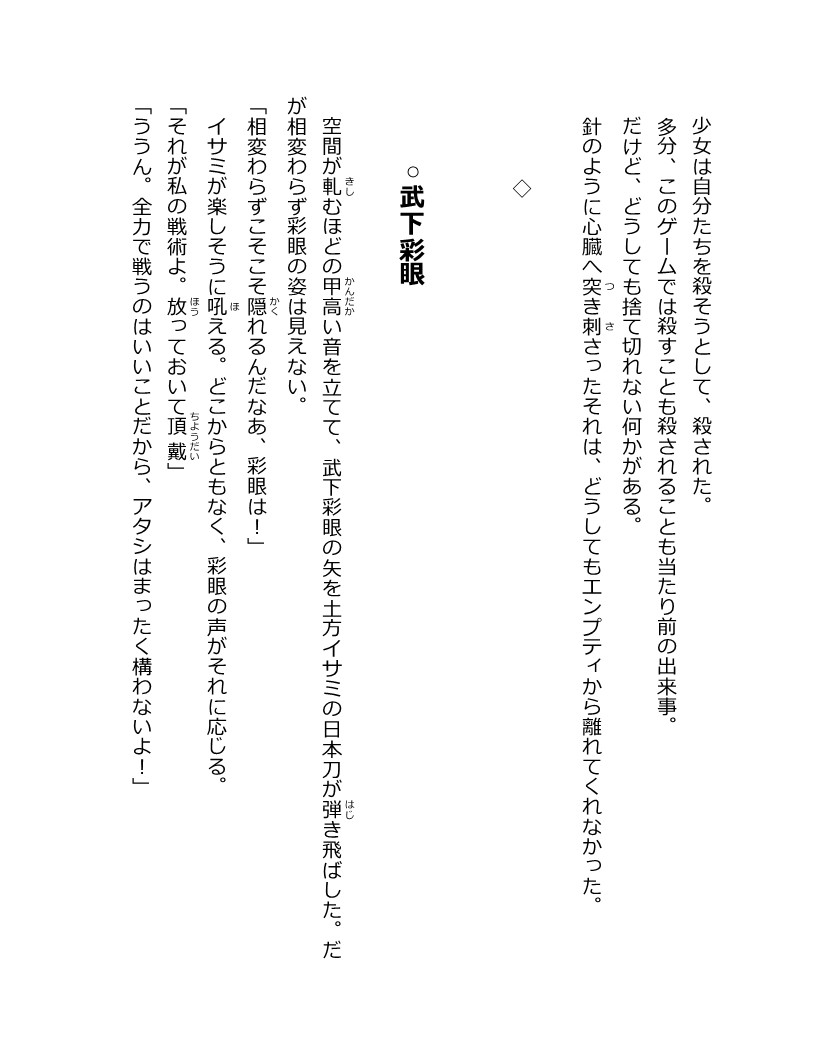 少女は自分たちを殺そうとして、殺された。
多分、このゲームでは殺すことも殺されることも当たり前の出来事。
だけど、どうしても捨て切れない何かがある。
針のように心臓へ突き刺さったそれは、どうしてもエンプティから離れてくれなかった。
◇
○武下彩眼
空間が軋むほどの甲高い音を立てて、武下彩眼の矢を土方イサミの日本刀が弾き飛ばした。だ
が相変わらず彩眼の姿は見えない。
「相変わらずこそこそ隠れるんだなあ、彩眼は！」
イサミが楽しそうに吼える。どこからともなく、彩眼の声がそれに応じる。
「それが私の戦術よ。放っておいて頂戴」
「ううん。全力で戦うのはいいことだから、アタシはまったく構わないよ！」